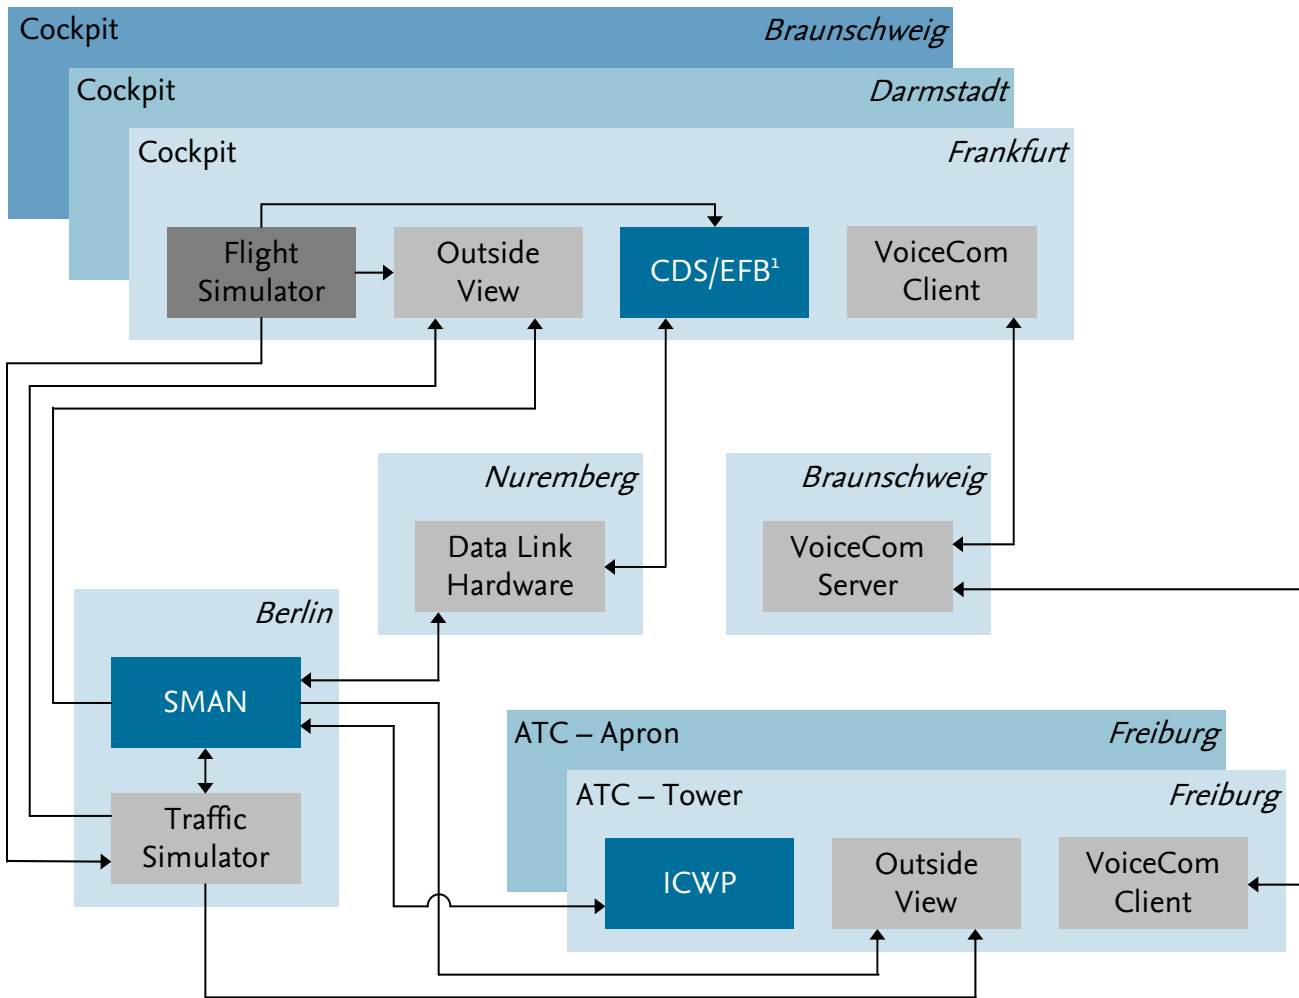 Cockpit
Braunschweig
Cockpit
Darmstadt
Cockpit
Frankfurt
Flight
Simulator
Outside
View
CDS/EFB¹
VoiceCom
Client
Nuremberg
Data Link
Hardware
Braunschweig
VoiceCom
Server
Berlin
SMAN
Traffic
Simulator
ATC – Apron
Freiburg
ATC – Tower
Freiburg
ICWP
Outside
View
VoiceCom
Client